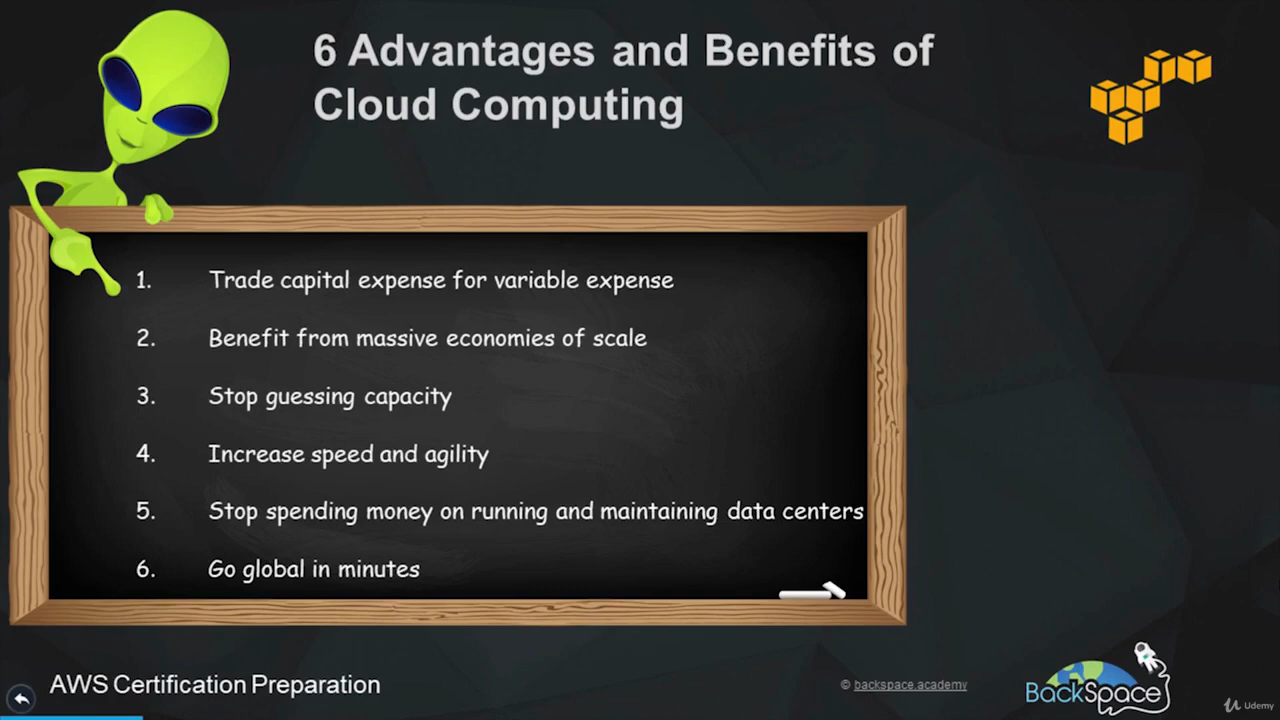 6 Advantages and Benefits of
Cloud Computing
1. Trade capital expense for variable expense
2. Benefit from massive economies of scale
3. Stop guessing capacity
4. Increase speed and agility
5. Stop spending money on running and maintaining data centers
6. Go global in minutes
AWS Certification Preparation
© backspace.academy
BackSpace
Udemy